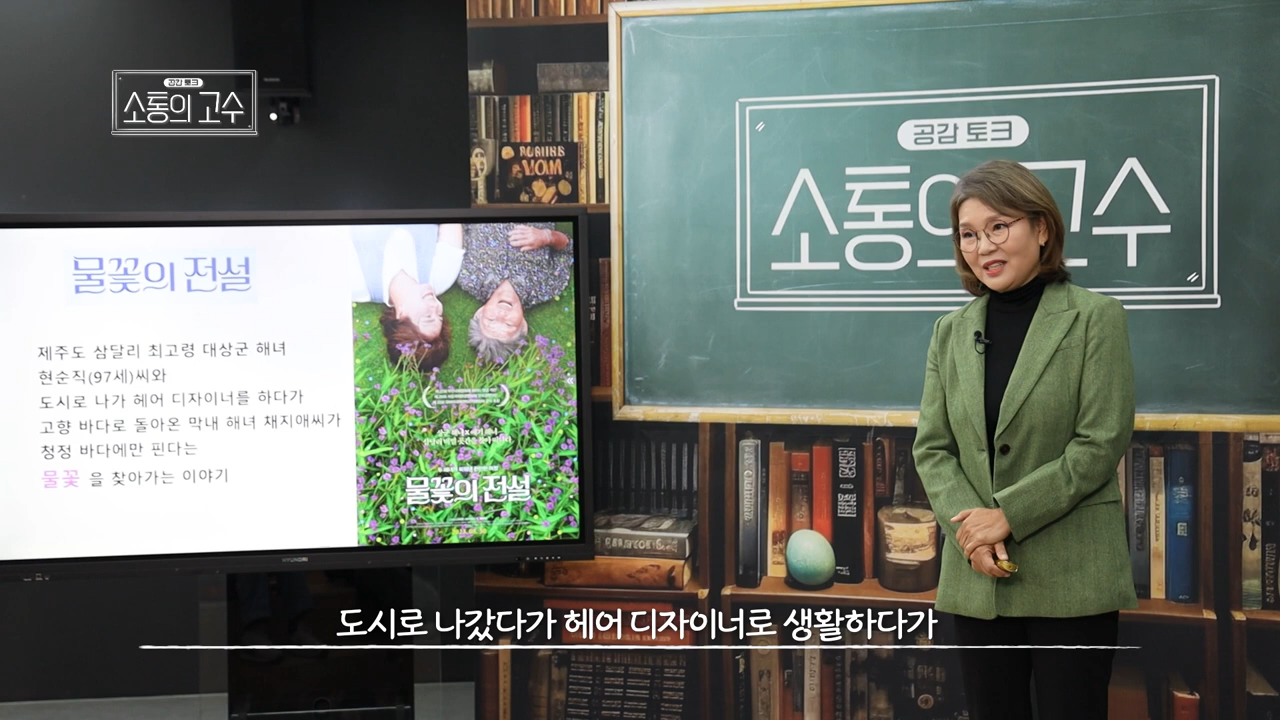 공감 토크
소통의 고수
공감 토크
소통의 고수
물꽃의 전설
제주도 삼달리 최고령 대상군 해녀
현순직(97세)씨와
도시로 나가 헤어 디자이너를 하다가
고향 바다로 돌아온 막내 해녀 채지애씨가
청정 바다에만 핀다는
물꽃 을 찾아가는 이야기
물꽃의 전설
HYUNDAI
도시로 나갔다가 헤어 디자이너로 생활하다가